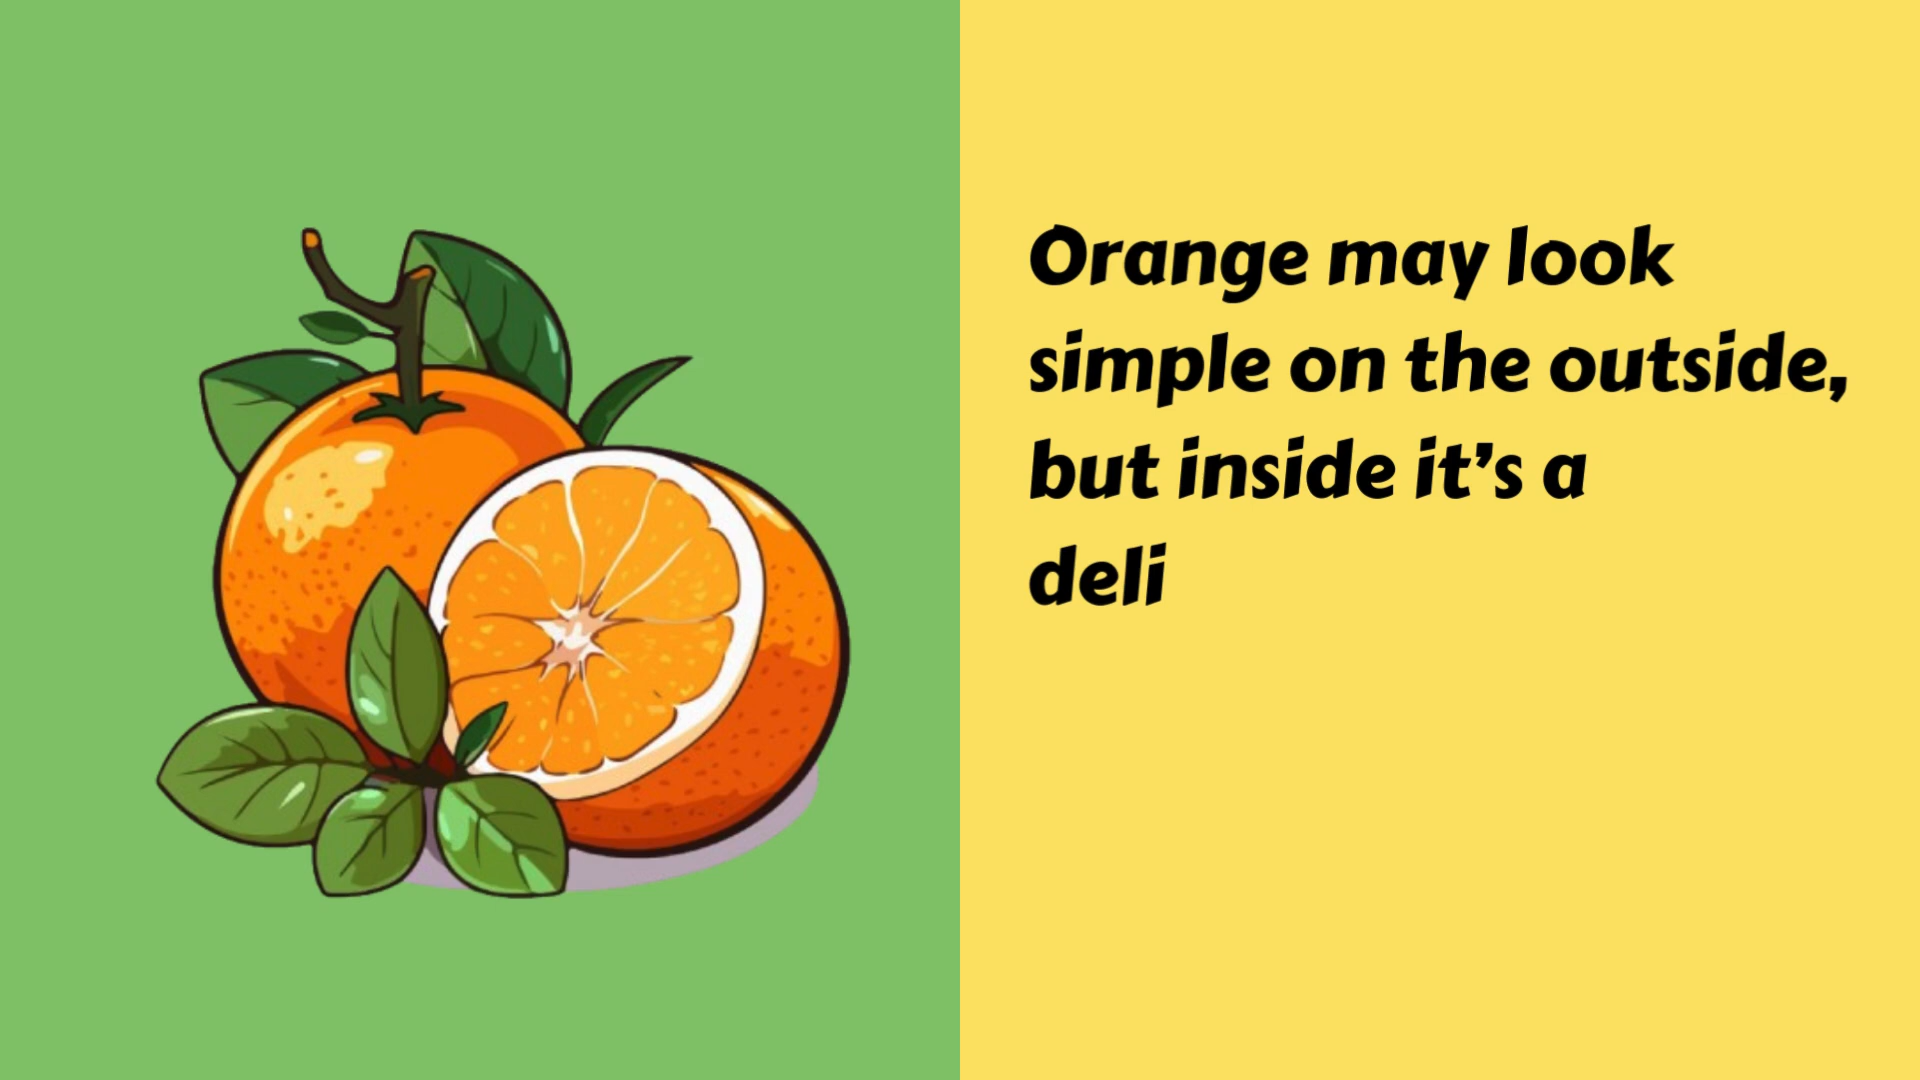 Orange may look
simple on the outside,
but inside it’s a
deli